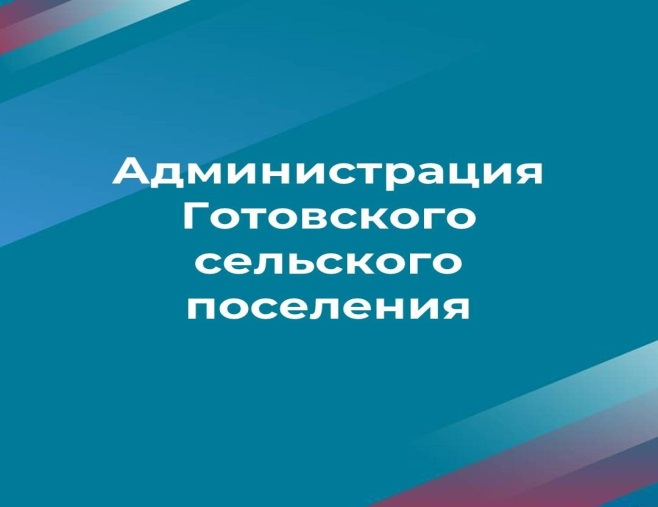 Администрация
Готовского
сельского
поселения